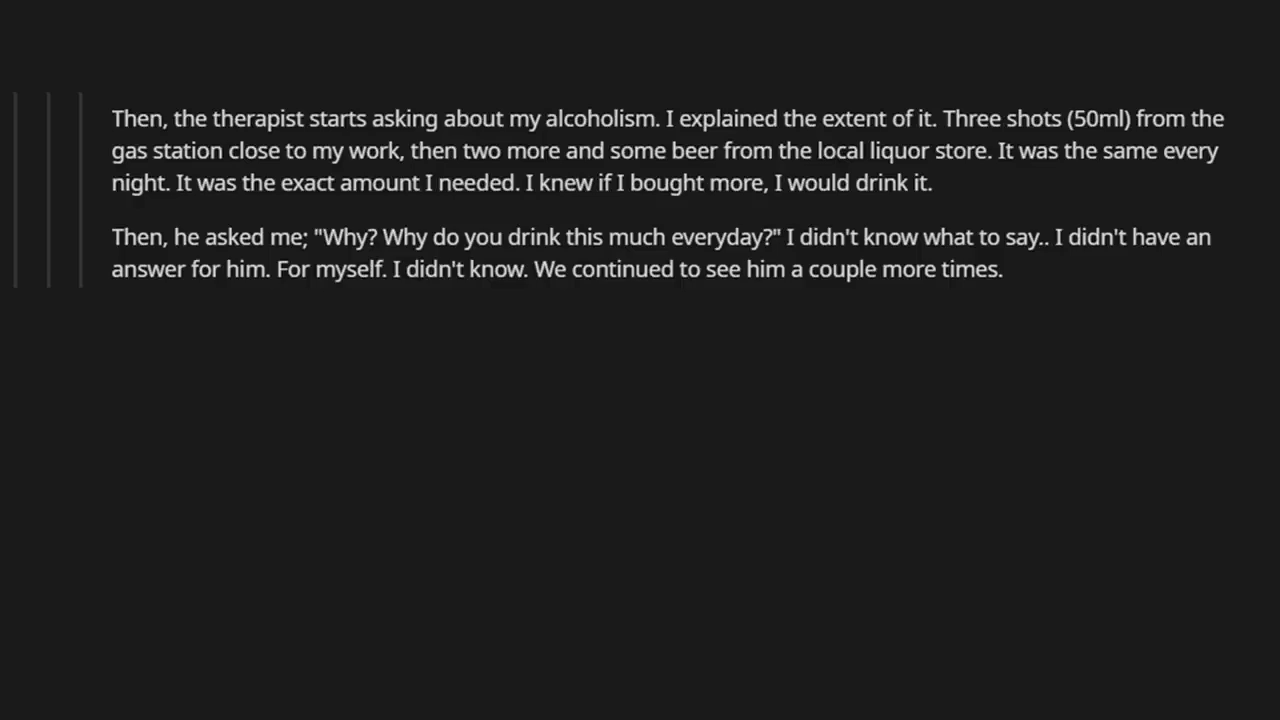 Then, the therapist starts asking about my alcoholism. I explained the extent of it. Three shots (50ml) from the
gas station close to my work, then two more and some beer from the local liquor store. It was the same every
night. It was the exact amount I needed. I knew if I bought more, I would drink it.
Then, he asked me; "Why? Why do you drink this much everyday?" I didn't know what to say.. I didn't have an
answer for him. For myself. I didn't know. We continued to see him a couple more times.